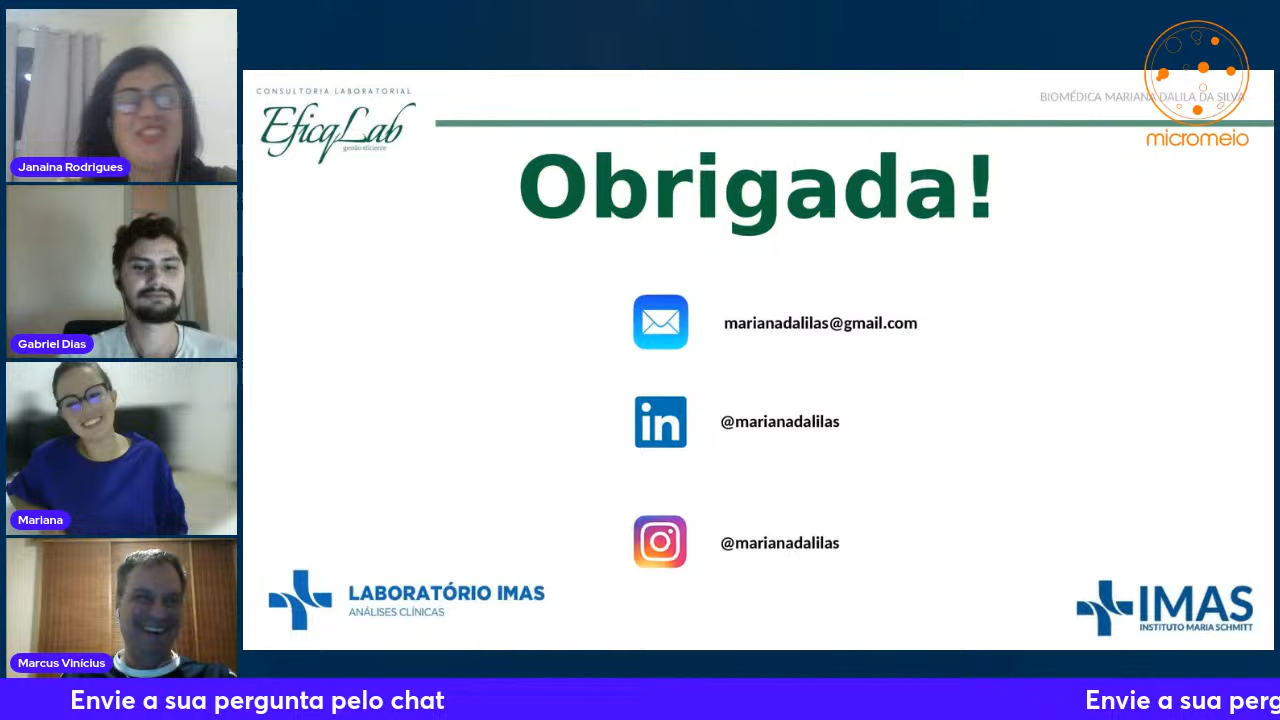 Janaina Rodrigues
Gabriel Dias
Mariana
Marcus Vinícius
CONSULTORIA LABORATORIAL
EficqLab
gestão eficiente
BIOMÉDICA MARIANA DALILA DA SILVA
micromeio
Obrigada!
marianadalilas@gmail.com
in
@marianadalilas
@marianadalilas
LABORATÓRIO IMAS
ANÁLISES CLÍNICAS
IMAS
INSTITUTO MARIA SCHMITT
Envie a sua pergunta pelo chat
Envie a sua perg